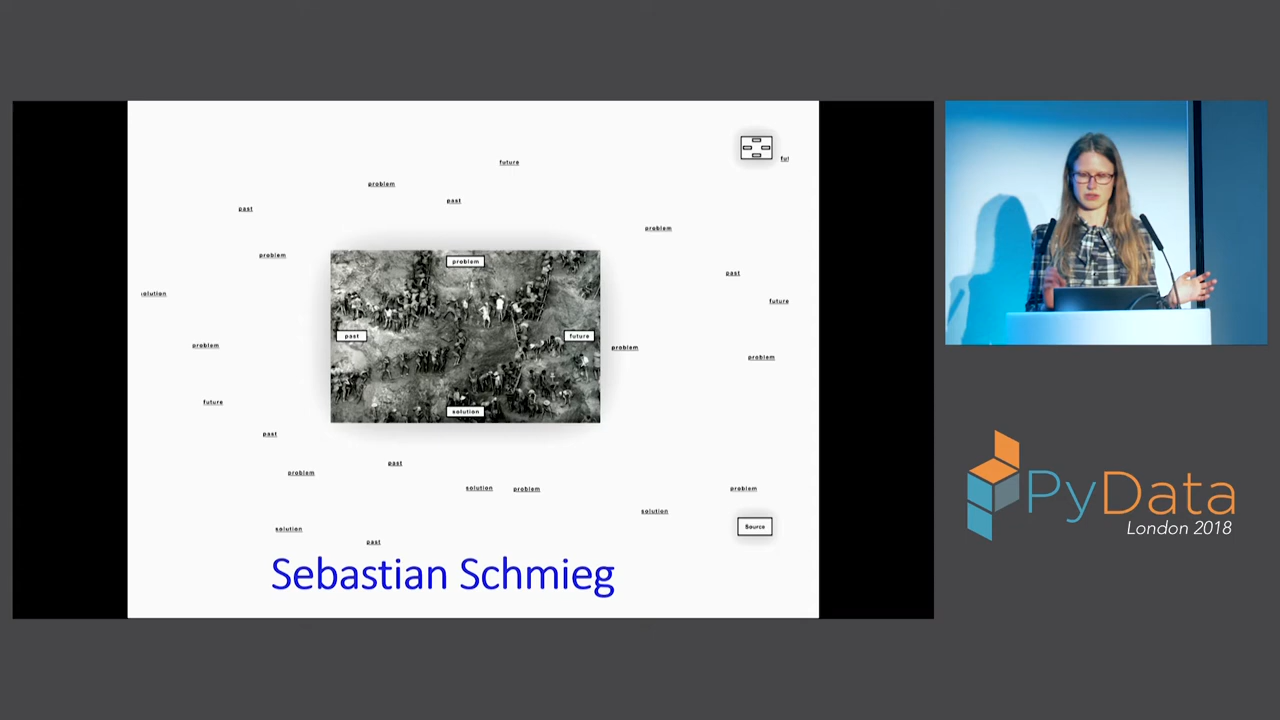 future
problem
past
past
problem
problem
past
olution
future
problem
past
future
solution
problem
problem
problem
future
past
past
problem
solution
problem
problem
solution
solution
past
Source
Sebastian Schmieg
PyData
London 2018